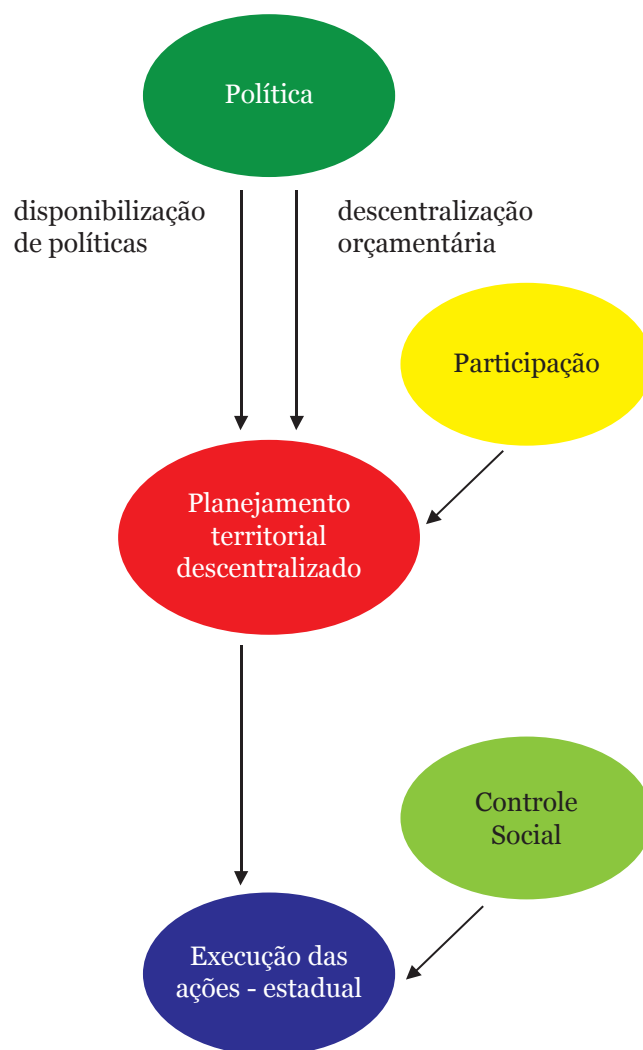 Política
disponibilização
de políticas
descentralização
orçamentária
Participação
Planejamento
territorial
descentralizado
Controle
Social
Execução das
ações - estadual